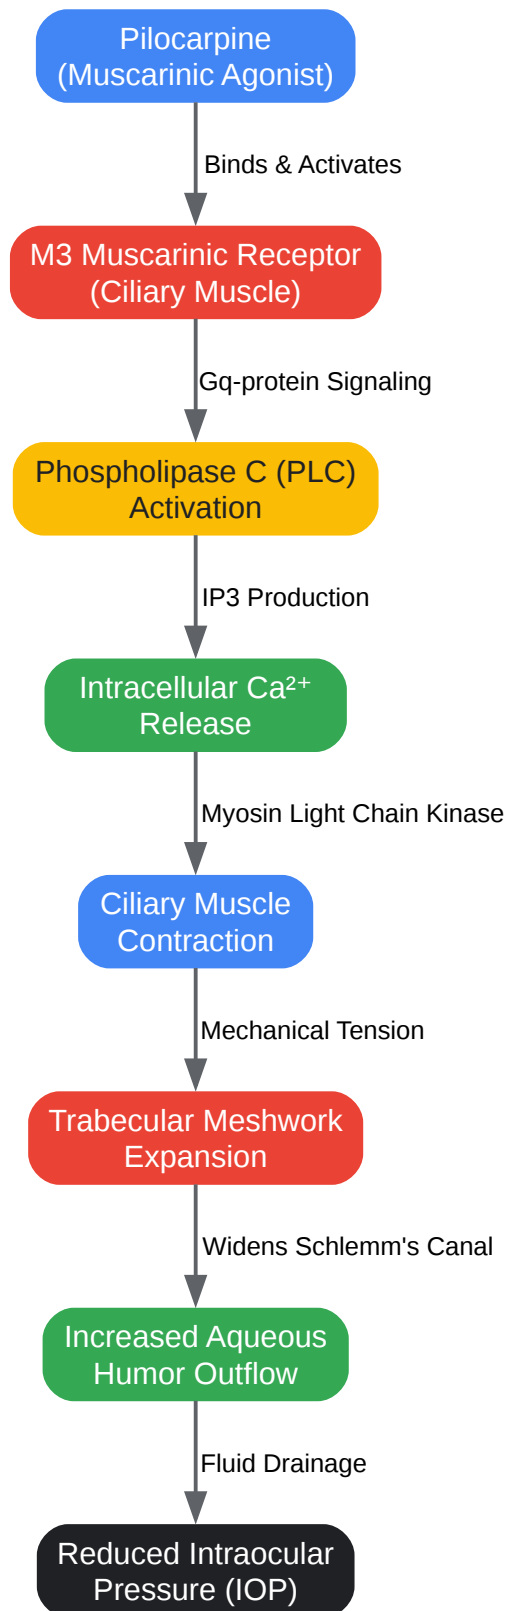 Pilocarpine
(Muscarinic Agonist)
Binds & Activates
M3 Muscarinic Receptor
(Ciliary Muscle)
Gq-protein Signaling
Phospholipase C (PLC)
Activation
IP3 Production
Intracellular Ca²⁺
Release
Myosin Light Chain Kinase
Ciliary Muscle
Contraction
Mechanical Tension
Trabecular Meshwork
Expansion
Widens Schlemm's Canal
Increased Aqueous
Humor Outflow
Fluid Drainage
Reduced Intraocular
Pressure (IOP)